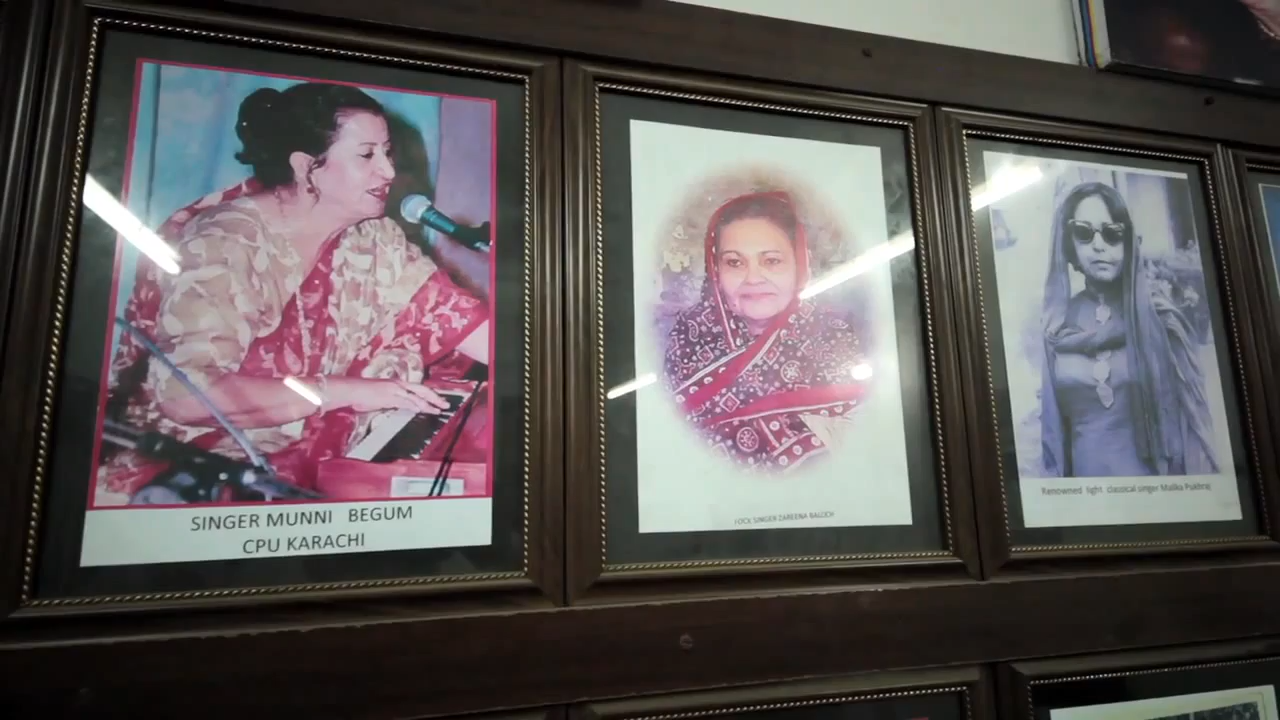 SINGER MUNNI BEGUM
CPU KARACHI
FOLK SINGER ZAREENA BALOCH
Renowned light classical singer Malika Pukhraj